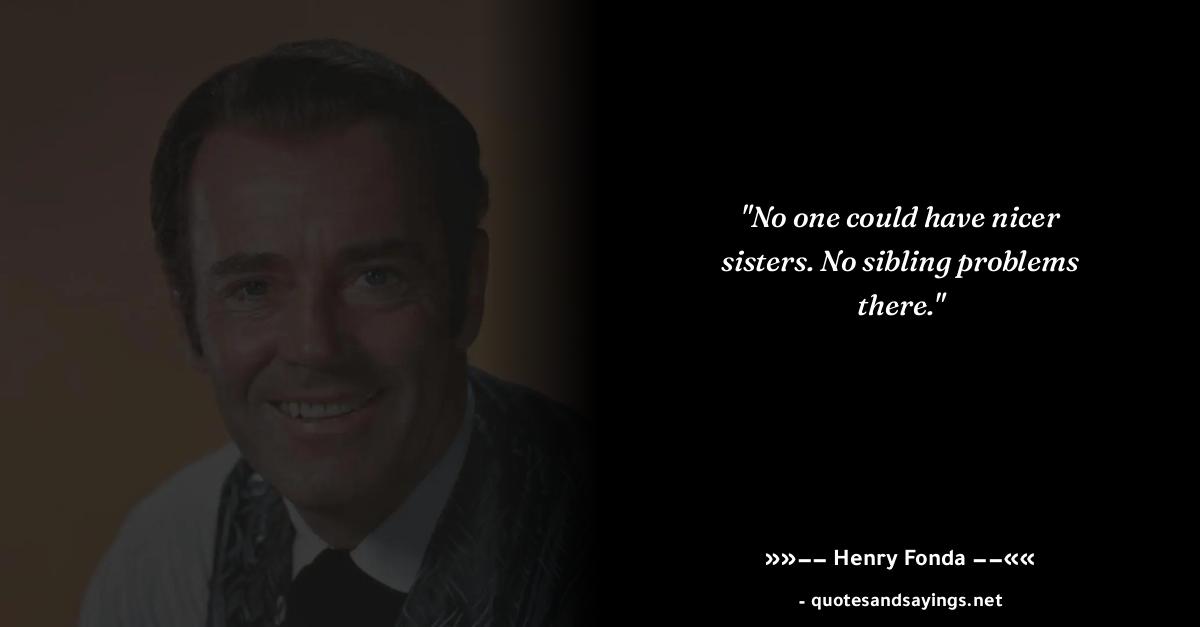 "No one could have nicer
sisters. No sibling problems
there."
»»−− Henry Fonda −−««
- quotesandsayings.net